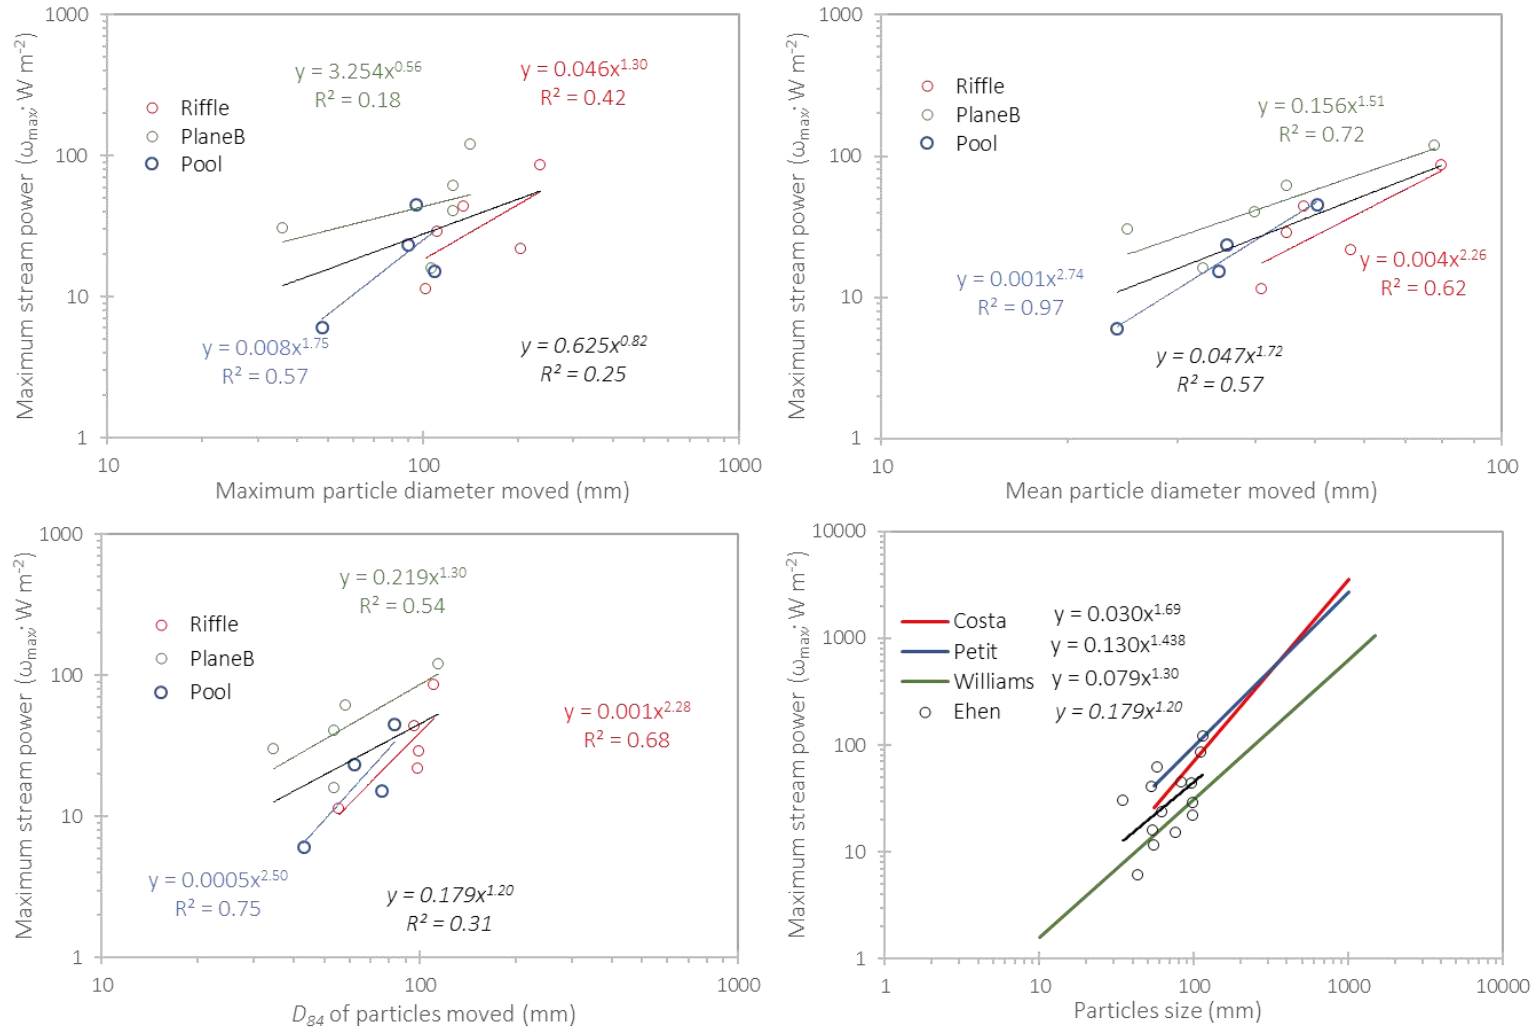 1000
100
10
1
Maximum stream power (ωmax; W m-2)
y = 3.254x0.56
R² = 0.18
y = 0.046x1.30
R² = 0.42
Riffle
PlaneB
Pool
y = 0.008x1.75
R² = 0.57
y = 0.625x0.82
R² = 0.25
10 100 1000
Maximum particle diameter moved (mm)
1000
100
10
1
Maximum stream power (ωmax; W m-2)
Riffle
PlaneB
Pool
y = 0.156x1.51
R² = 0.72
y = 0.001x2.74
R² = 0.97
y = 0.004x2.26
R² = 0.62
y = 0.047x1.72
R² = 0.57
10 100
Mean particle diameter moved (mm)
1000
100
10
1
Maximum stream power (ωmax; W m-2)
y = 0.219x1.30
R² = 0.54
Riffle
PlaneB
Pool
y = 0.001x2.28
R² = 0.68
y = 0.0005x2.50
R² = 0.75
y = 0.179x1.20
R² = 0.31
10 100 1000
D84 of particles moved (mm)
10000
1000
100
10
1
Maximum stream power (ωmax; W m-2)
Costa y = 0.030x1.69
Petit y = 0.130x1.438
Williams y = 0.079x1.30
Ehen y = 0.179x1.20
1 10 100 1000 10000
Particles size (mm)